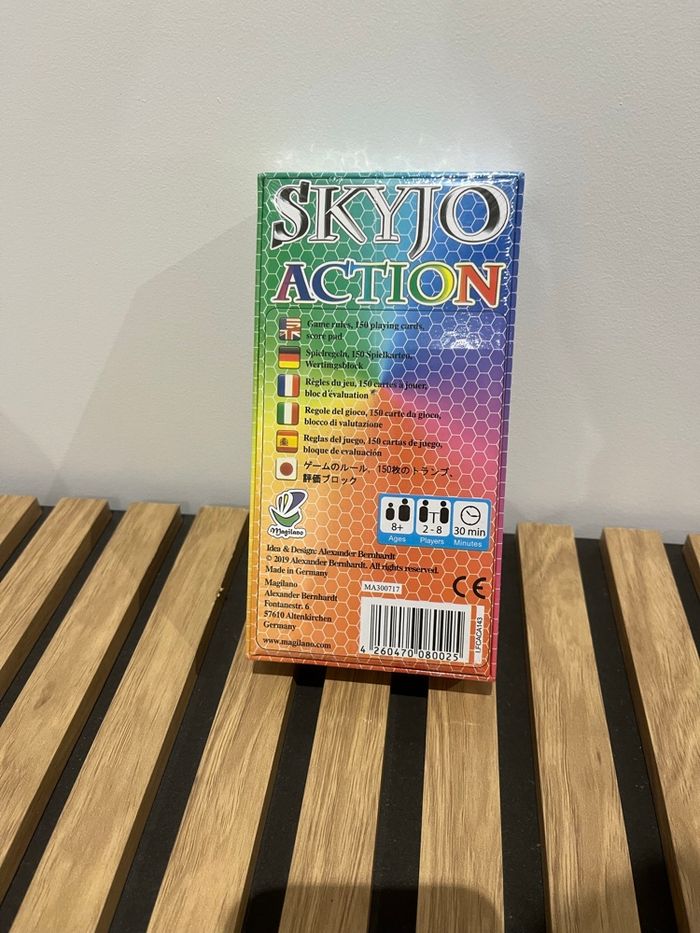 SKYJO
ACTION
Game rules, 150 playing cards,
score pad
Spielregeln, 150 Spielkarten,
Wertungsblock
Règles du jeu, 150 cartes à jouer,
bloc d'évaluation
Regole del gioco, 150 carte da gioco,
blocco di valutazione
Reglas del juego, 150 cartas de juego,
bloque de evaluación
ゲームのルール、150枚のトランプ、
評価ブロック
Magilano
8+
Ages
2 - 8
Players
30 min
Minutes
Idea & Design: Alexander Bernhardt
© 2019 Alexander Bernhardt. All rights reserved.
Made in Germany
Magilano
Alexander Bernhardt
Fontanestr. 6
57610 Altenkirchen
Germany
www.magilano.com
MA300717
CE
4 260470 080025
LFCACA143